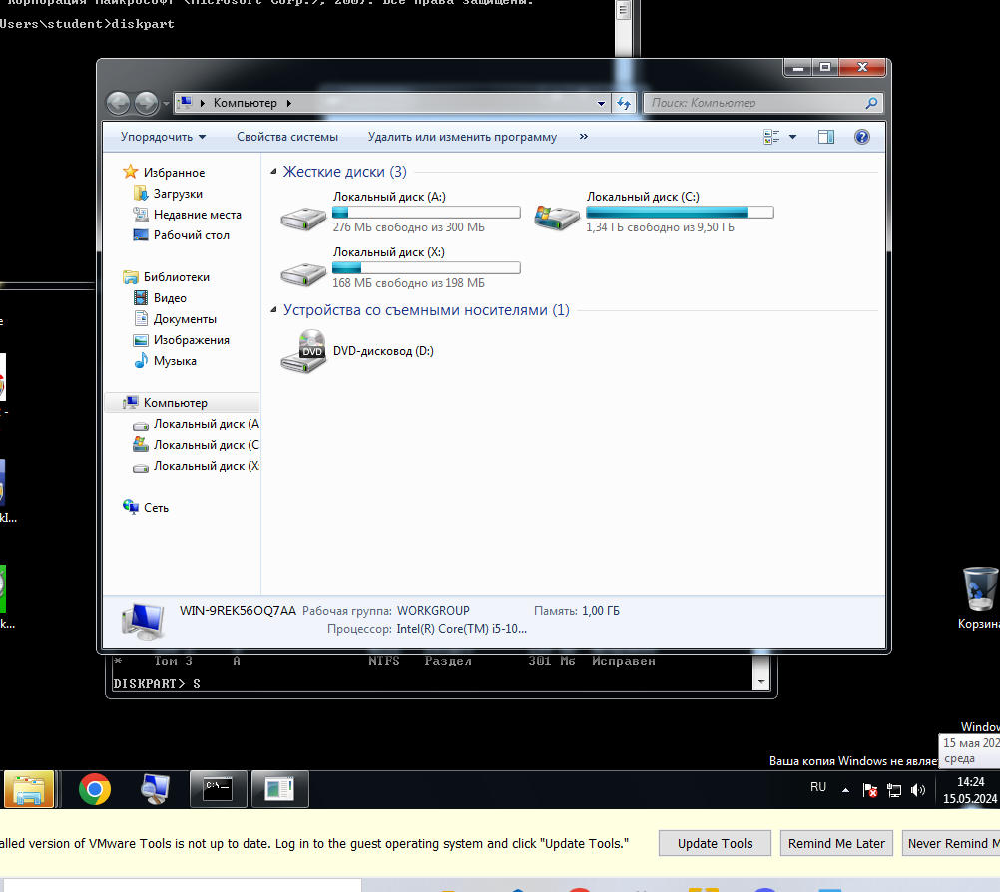 Корпорация Майкрософт (Microsoft Corp.), 2009. Все права защищены.
Users\student>diskpart
Компьютер
Поиск: Компьютер
Упорядочить
Свойства системы
Удалить или изменить программу
»
Избранное
Загрузки
Недавние места
Рабочий стол
Библиотеки
Видео
Документы
Изображения
Музыка
Компьютер
Локальный диск (A
Локальный диск (C
Локальный диск (X
Сеть
Жесткие диски (3)
Локальный диск (A:)
276 МБ свободно из 300 МБ
Локальный диск (C:)
1,34 ГБ свободно из 9,50 ГБ
Локальный диск (X:)
168 МБ свободно из 198 МБ
Устройства со съемными носителями (1)
DVD
DVD-дисковод (D:)
WIN-9REK56OQ7AA Рабочая группа: WORKGROUP
Память: 1,00 ГБ
Процессор: Intel(R) Core(TM) i5-10...
* Том 3 A NTFS Раздел 301 Мб Исправен
DISKPART> S
Корзина
Window
15 мая 202
среда
Ваша копия Windows не являе
C:\_
RU
14:24
15.05.2024
alled version of VMware Tools is not up to date. Log in to the guest operating system and click "Update Tools."
Update Tools
Remind Me Later
Never Remind M